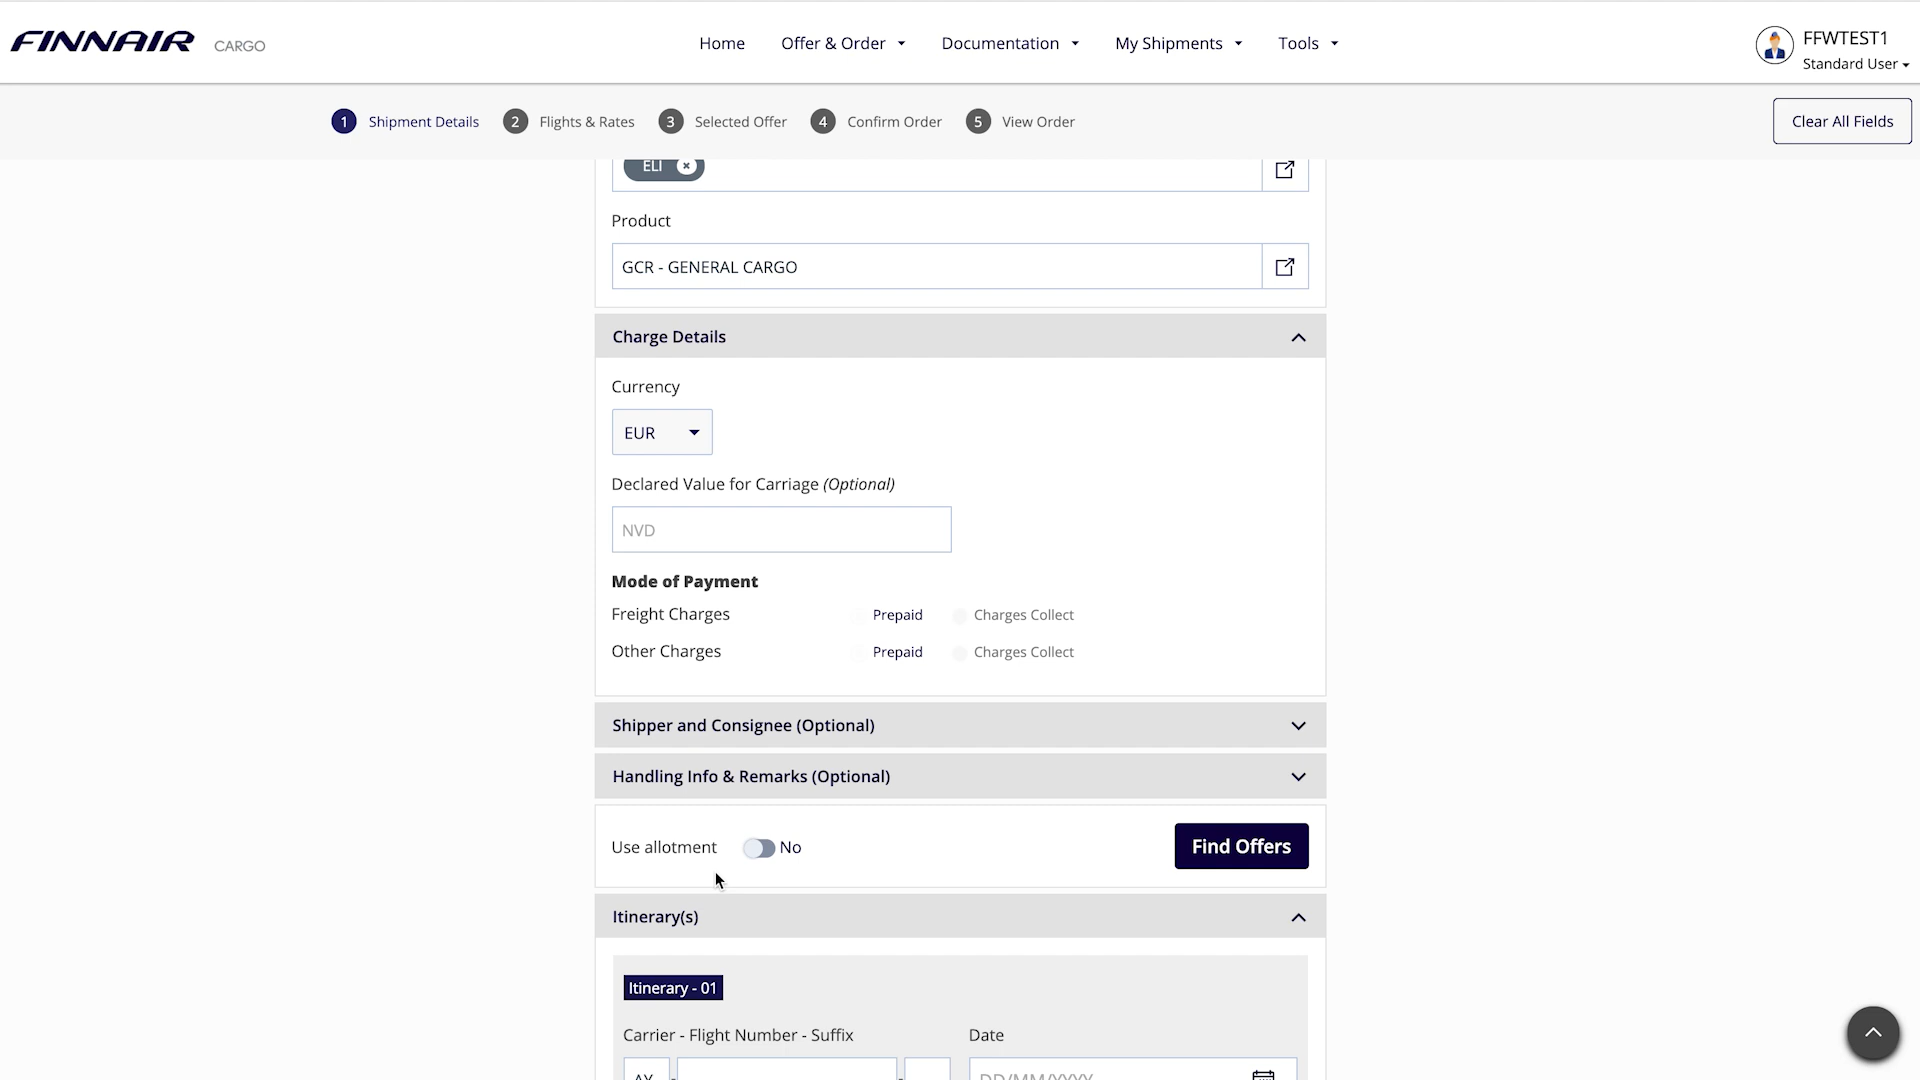 FINNAIR CARGO
Home Offer & Order Documentation My Shipments Tools
FFWTEST1
Standard User
1 Shipment Details 2 Flights & Rates 3 Selected Offer 4 Confirm Order 5 View Order
Clear All Fields
ELI
Product
GCR - GENERAL CARGO
Charge Details
Currency
EUR
Declared Value for Carriage (Optional)
NVD
Mode of Payment
Freight Charges Prepaid Charges Collect
Other Charges Prepaid Charges Collect
Shipper and Consignee (Optional)
Handling Info & Remarks (Optional)
Use allotment No
Find Offers
Itinerary(s)
Itinerary - 01
Carrier - Flight Number - Suffix Date
AY - - DD/MM/YYYY